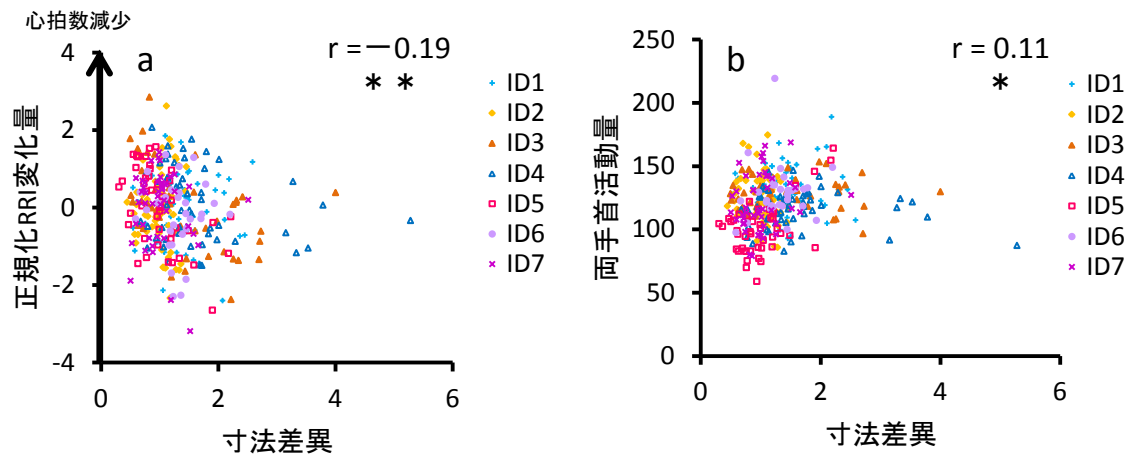 心拍数減少
a
r =－0.19
＊＊
4
2
0
-2
-4
正規化RRI変化量
0
2
4
6
寸法差異
ID1
ID2
ID3
ID4
ID5
ID6
ID7
b
r = 0.11
＊
250
200
150
100
50
0
両手首活動量
0
2
4
6
寸法差異
ID1
ID2
ID3
ID4
ID5
ID6
ID7